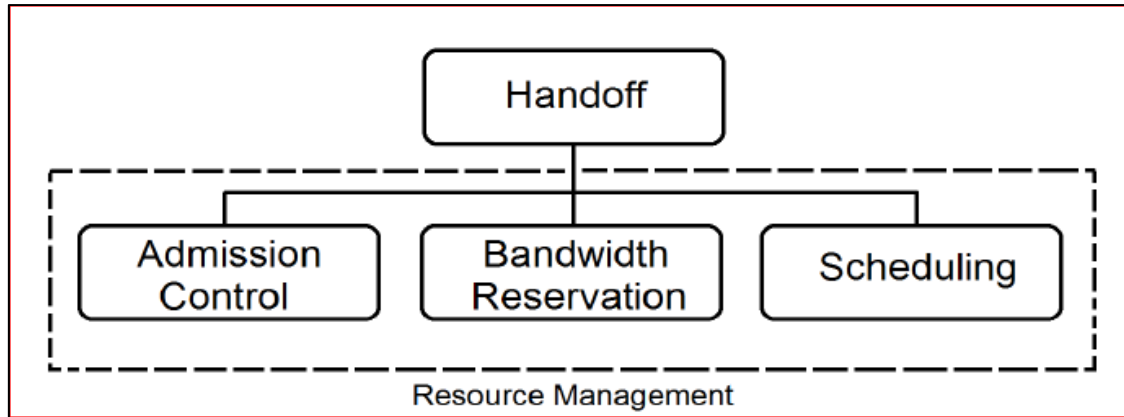 Handoff
Admission
Control
Bandwidth
Reservation
Scheduling
Resource Management